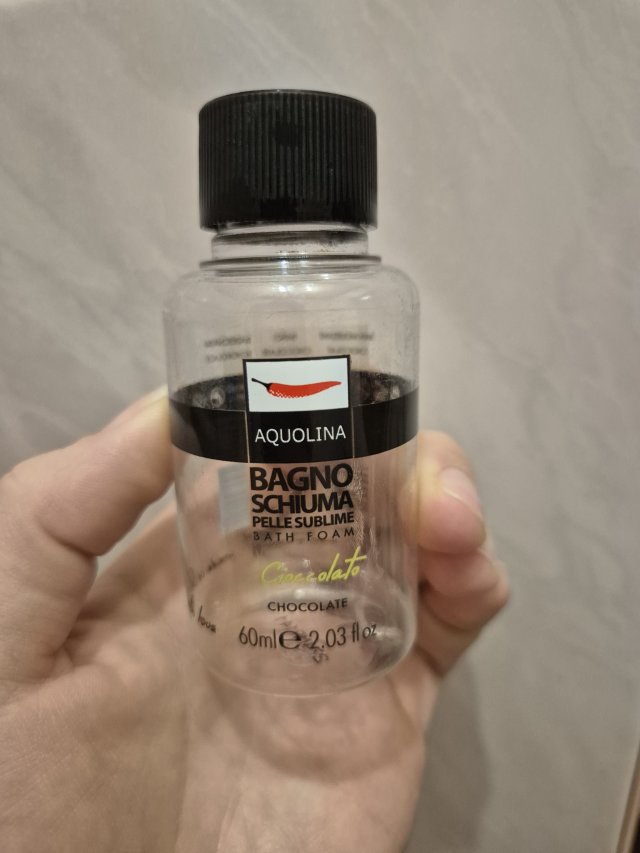 AQUOLINA
BAGNO
SCHIUMA
PELLE SUBLIME
BATH FOAM
Cioccolato
CHOCOLATE
60ml e 2.03 fl oz